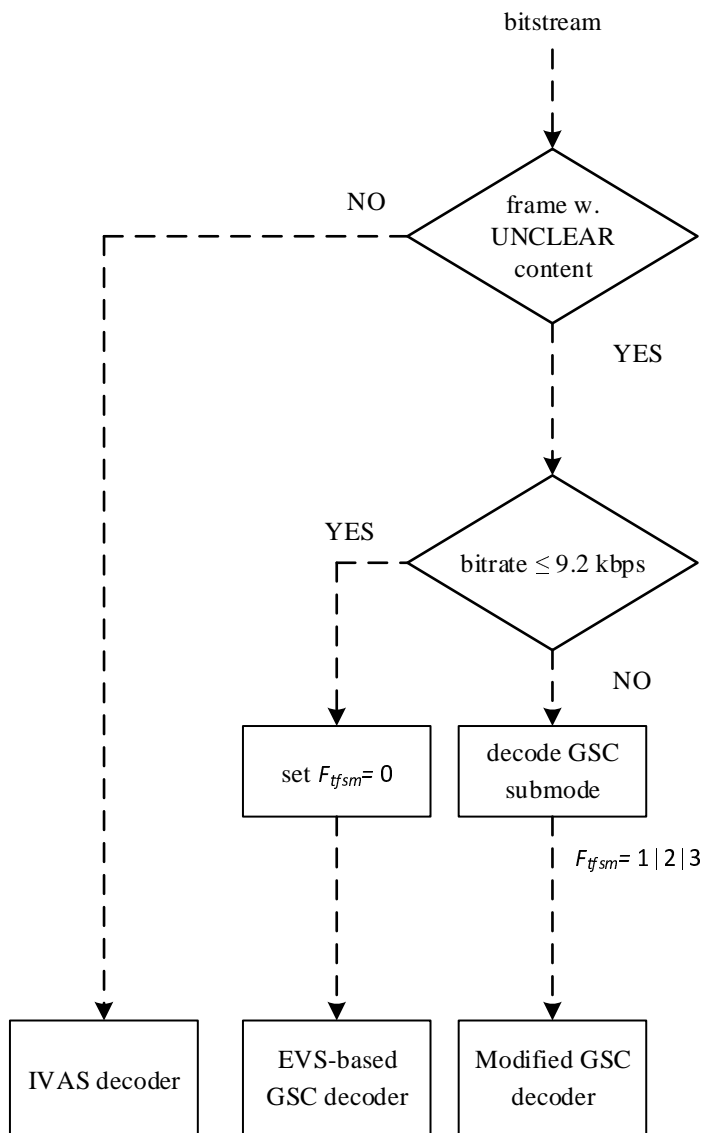 bitstream
NO
frame w.
UNCLEAR
content
YES
YES
bitrate ≤ 9.2 kbps
NO
set F_tfsm= 0
decode GSC
submode
F_tfsm= 1|2|3
IVAS decoder
EVS-based
GSC decoder
Modified GSC
decoder